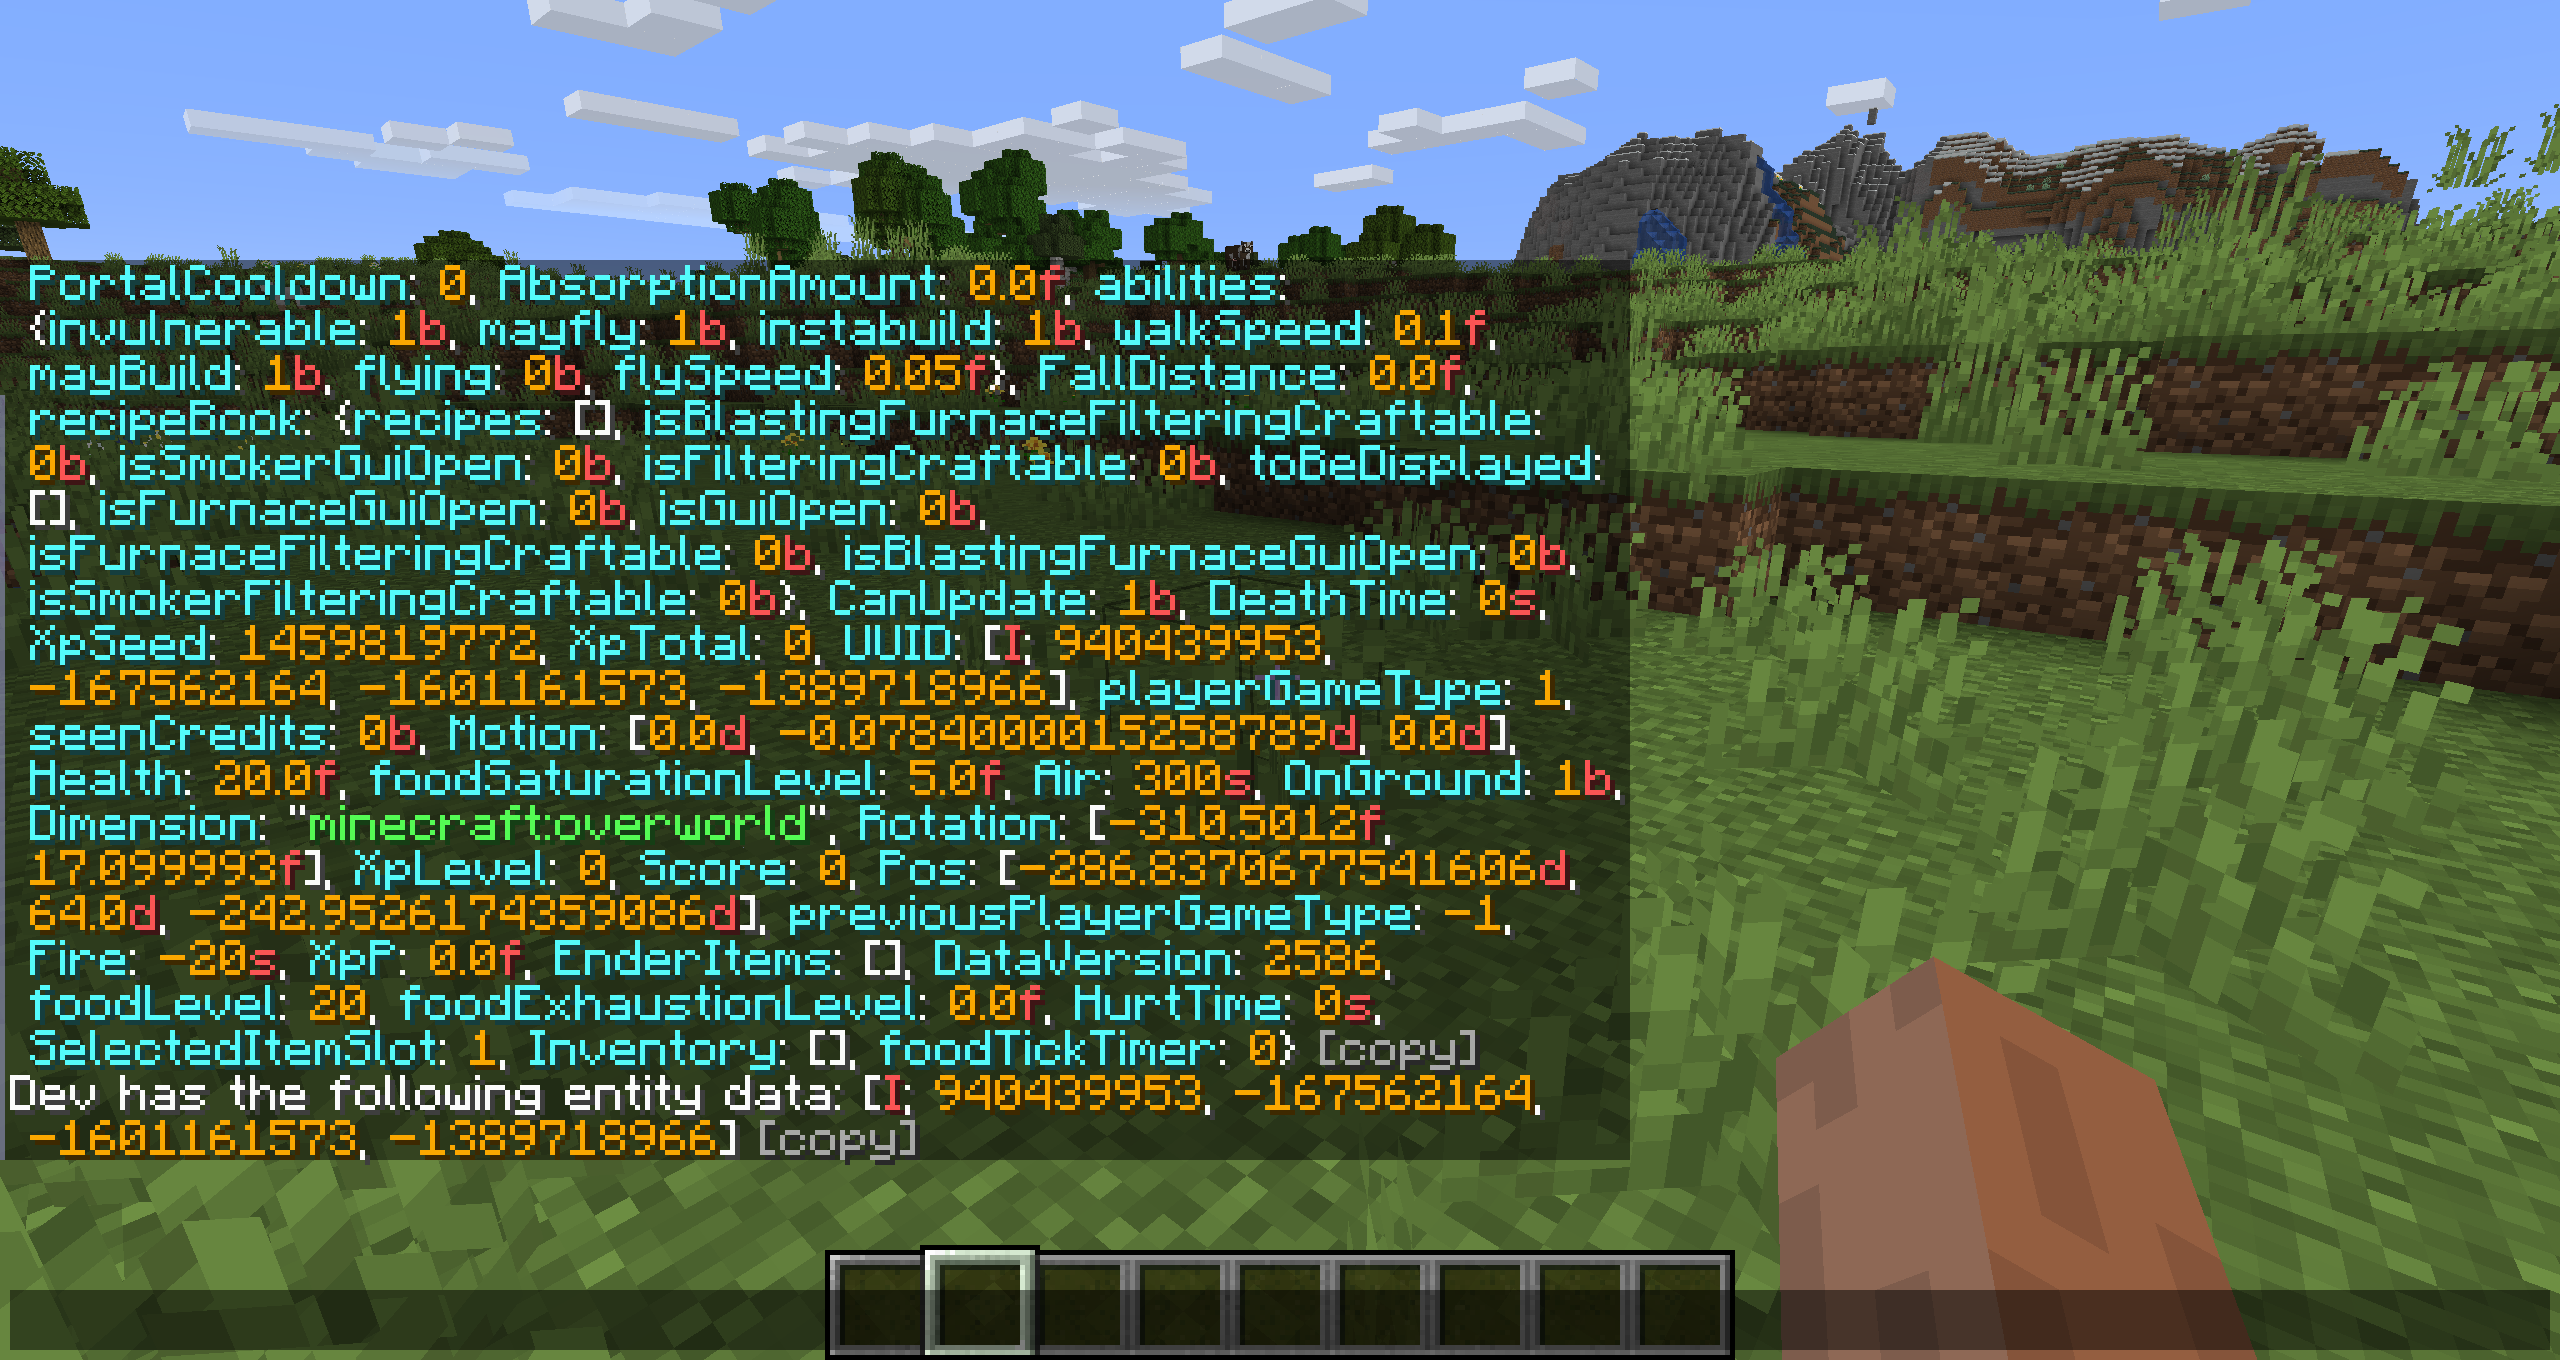 PortalCooldown: 0, AbsorptionAmount: 0.0f, abilities:
{invulnerable: 1b, mayfly: 1b, instabuild: 1b, walkSpeed: 0.1f,
mayBuild: 1b, flying: 0b, flySpeed: 0.05f}, FallDistance: 0.0f,
recipeBook: {recipes: [], isBlastingFurnaceFilteringCraftable:
0b, isSmokerGuiOpen: 0b, isFilteringCraftable: 0b, toBeDisplayed:
[], isFurnaceGuiOpen: 0b, isGuiOpen: 0b,
isFurnaceFilteringCraftable: 0b, isBlastingFurnaceGuiOpen: 0b,
isSmokerFilteringCraftable: 0b}, CanUpdate: 1b, DeathTime: 0s,
XpSeed: 1459819772, XpTotal: 0, UUID: [I; 940439953,
-167562164, -1601161573, -1389718966], playerGameType: 1,
seenCredits: 0b, Motion: [0.0d, -0.0784000015258789d, 0.0d],
Health: 20.0f, foodSaturationLevel: 5.0f, Air: 300s, OnGround: 1b,
Dimension: "minecraft:overworld", Rotation: [-310.5012f,
17.099993f], XpLevel: 0, Score: 0, Pos: [-286.8370677541606d,
64.0d, -242.9526174359086d], previousPlayerGameType: -1,
Fire: -20s, XpP: 0.0f, EnderItems: [], DataVersion: 2586,
foodLevel: 20, foodExhaustionLevel: 0.0f, HurtTime: 0s,
SelectedItemSlot: 1, Inventory: [], foodTickTimer: 0} [copy]
Dev has the following entity data: [I; 940439953, -167562164,
-1601161573, -1389718966] [copy]